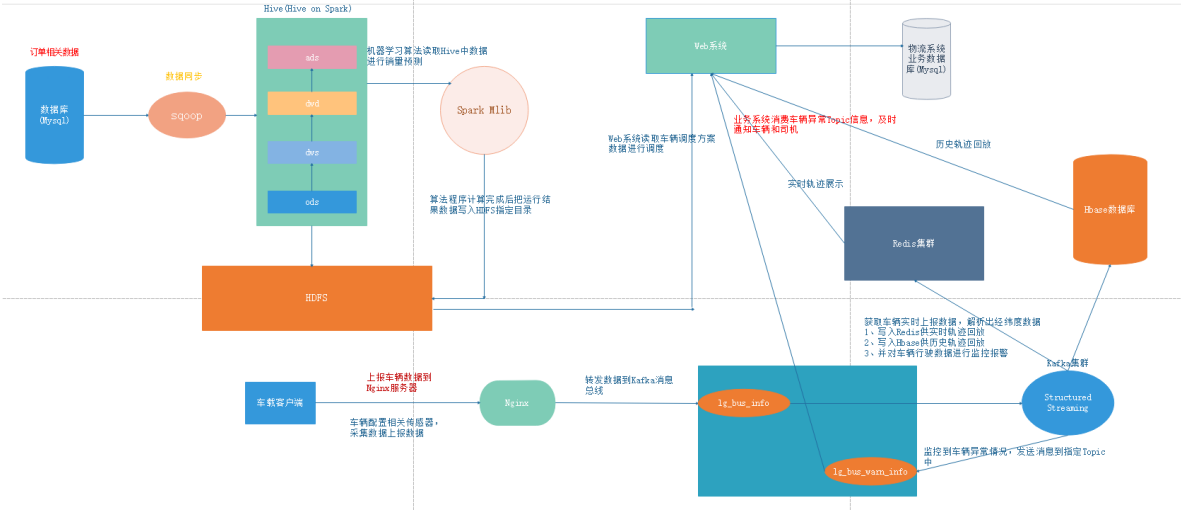 Hive(Hive on Spark)
订单相关数据
数据库
(Mysql)
数据同步
sqoop
ads
dwd
dws
ods
机器学习算法读取Hive中数据
进行销量预测
Spark Mlib
算法程序计算完成后把运行结
果数据写入HDFS指定目录
HDFS
Web系统
物流系统
业务数据
库(Mysql)
业务系统消费车辆异常Topic信息，及时
通知车辆和司机
Web系统读取车辆调度方案
数据进行调度
历史轨迹回放
实时轨迹展示
Hbase数据库
Redis集群
获取车辆实时上报数据，解析出经纬度数据
1、写入Redis供实时轨迹回放
2、写入Hbase供历史轨迹回放
3、并对车辆行驶数据进行监控报警
Kafka集群
Structured
Streaming
车载客户端
上报车辆数据到
Nginx服务器
车辆配置相关传感器，
采集数据上报数据
Nginx
转发数据到Kafka消息
总线
lg_bus_info
lg_bus_warn_info
监控到车辆异常情况，发送消息到指定Topic
中